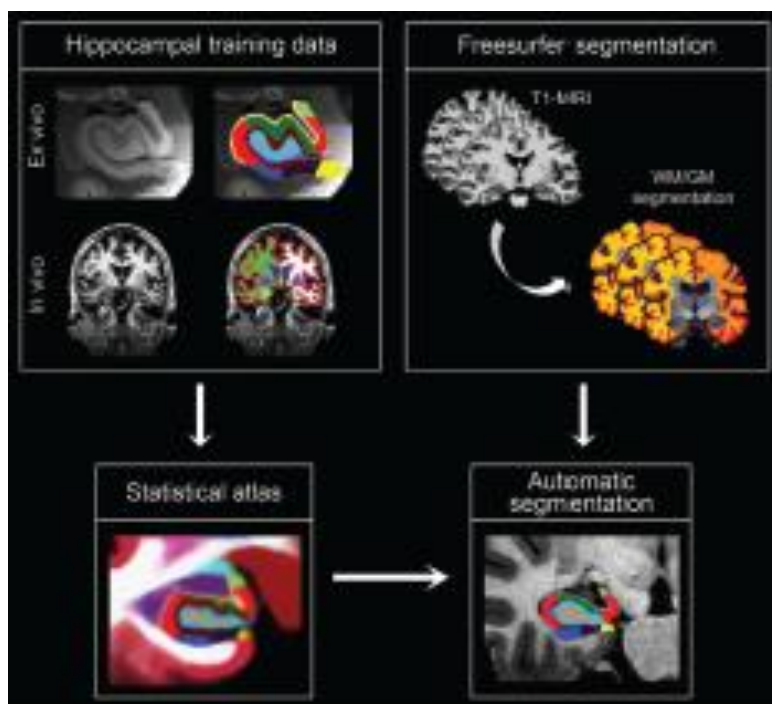 Hippocampal training data
Freesurfer segmentation
Ex vivo
In vivo
T1-MRI
WM/GM
segmentation
Statistical atlas
Automatic
segmentation